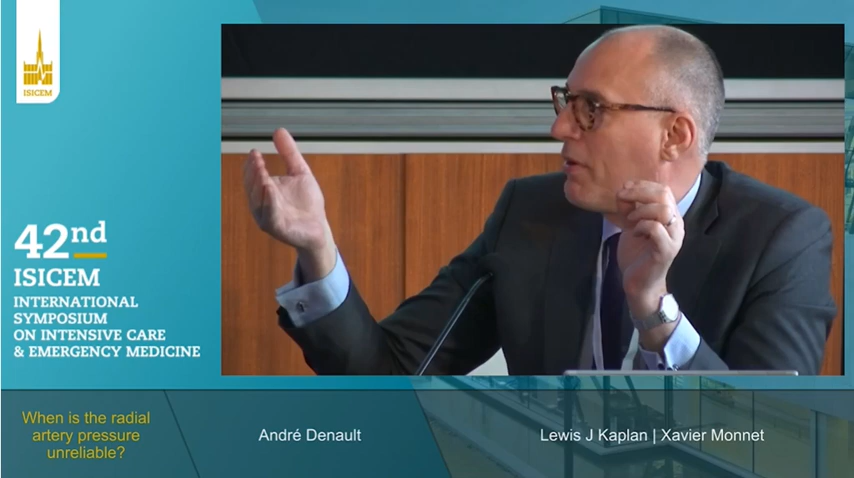 ISICEM
42nd
ISICEM
INTERNATIONAL
SYMPOSIUM
ON INTENSIVE CARE
& EMERGENCY MEDICINE
When is the radial
artery pressure
unreliable?
André Denault
Lewis J Kaplan | Xavier Monnet